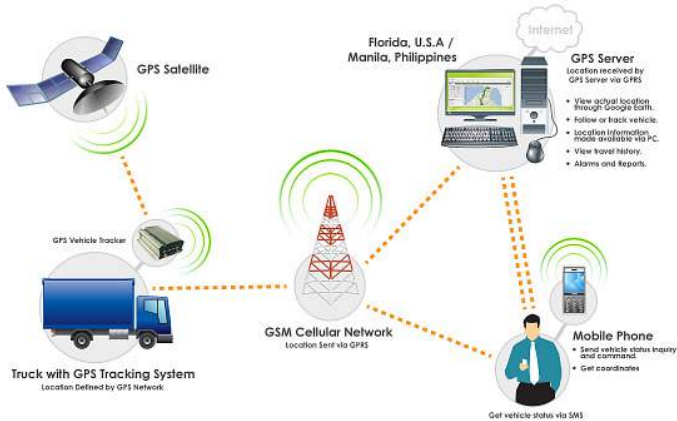 Internet
GPS Satellite
Florida, U.S.A /
Manila, Philippines
GPS Server
Location received by
GPS Server via GPRS
• View actual location
through Google Earth.
• Follow or track vehicle.
• Location information
made available via PC.
• View travel history.
• Alarms and Reports.
GPS Vehicle Tracker
GSM Cellular Network
Location Sent via GPRS
Truck with GPS Tracking System
Location Defined by GPS Network
Mobile Phone
• Send vehicle status inquiry
and command.
• Get coordinates
Get vehicle status via SMS